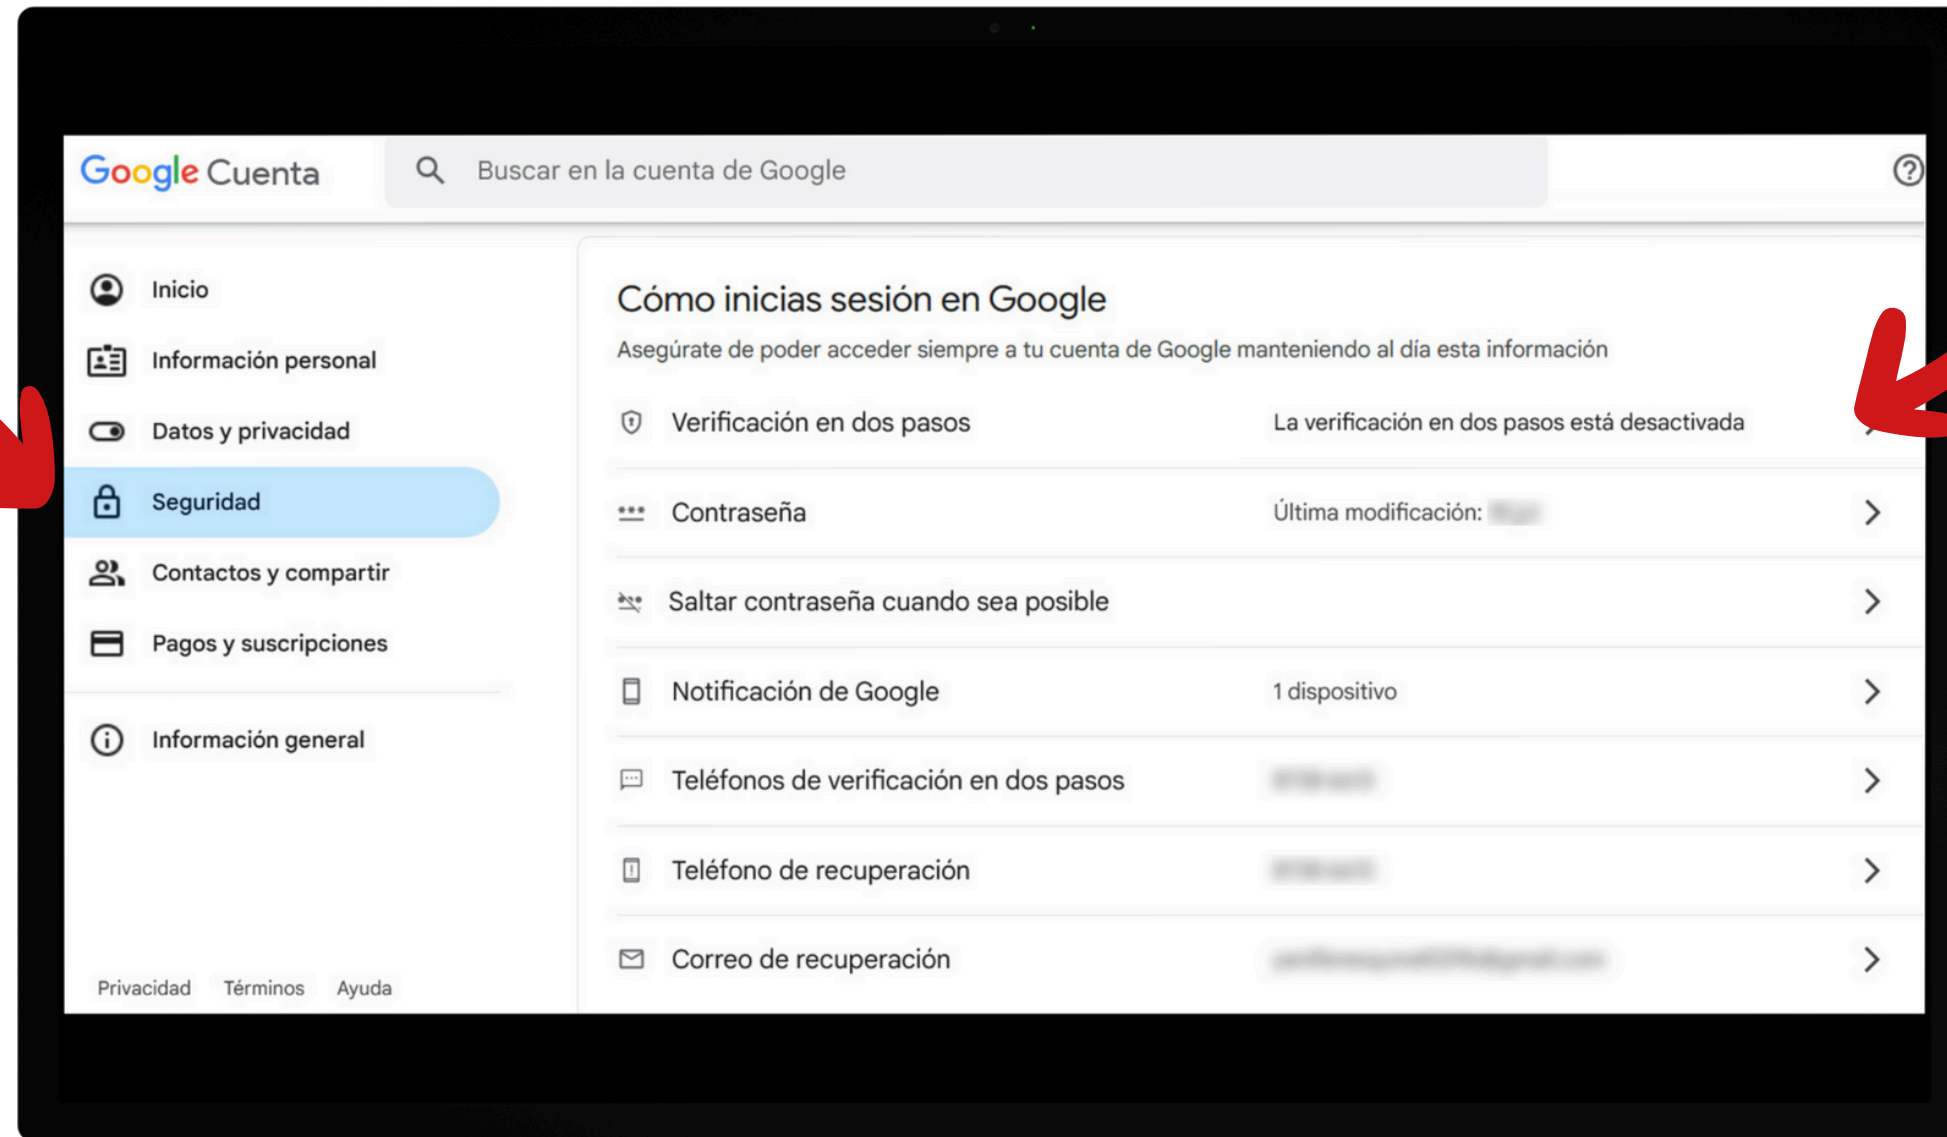 Google Cuenta
Buscar en la cuenta de Google
Inicio
Información personal
Datos y privacidad
Seguridad
Contactos y compartir
Pagos y suscripciones
Información general
Privacidad Términos Ayuda
Cómo inicias sesión en Google
Asegúrate de poder acceder siempre a tu cuenta de Google manteniendo al día esta información
Verificación en dos pasos La verificación en dos pasos está desactivada
Contraseña Última modificación:
Saltar contraseña cuando sea posible
Notificación de Google 1 dispositivo
Teléfonos de verificación en dos pasos
Teléfono de recuperación
Correo de recuperación